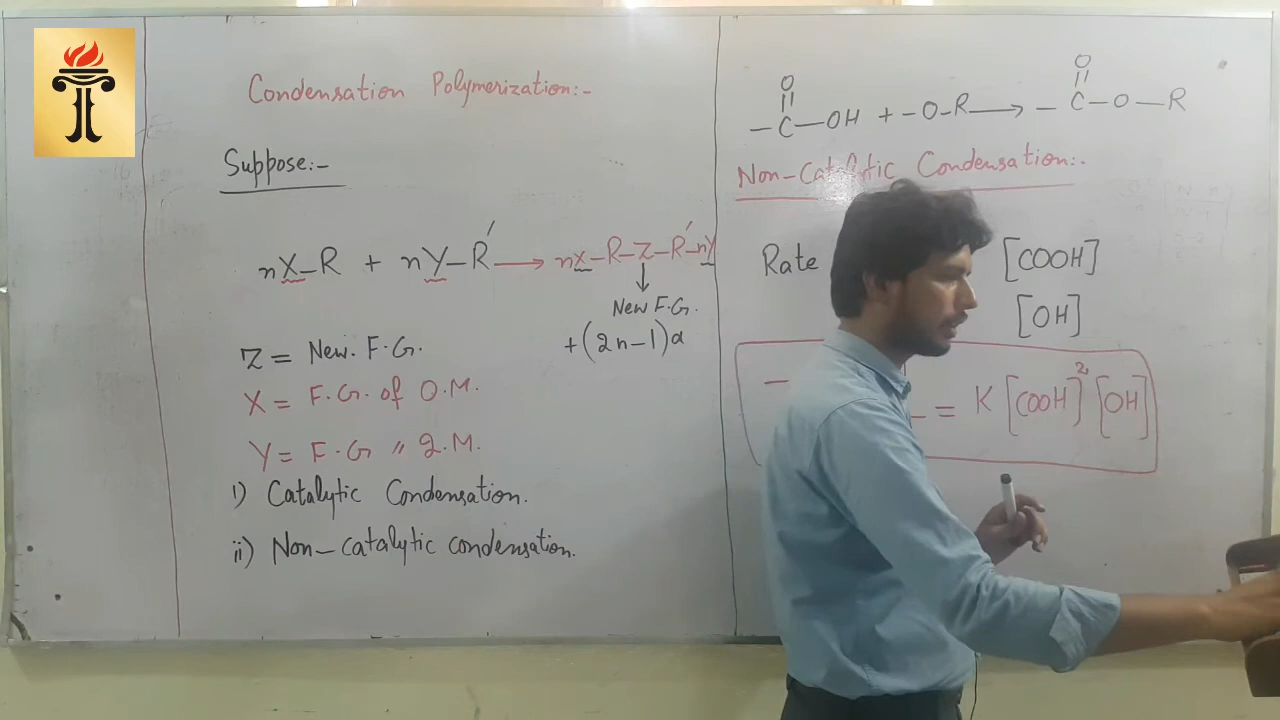 Condensation Polymerization:-
Suppose:-
nX-R + nY-R' → nX-R-Z-R'-nY
↓
New F.G.
+(2n-1)a
Z = New. F.G.
X = F.G. of O.M.
Y = F.G 〃 2.M.
i) Catalytic Condensation.
ii) Non-catalytic condensation.
O
||
-C-OH + -O-R → -C-O-R
O
||
Non-Catalytic Condensation:-
Rate
[COOH]
[OH]
- = K [COOH]² [OH]